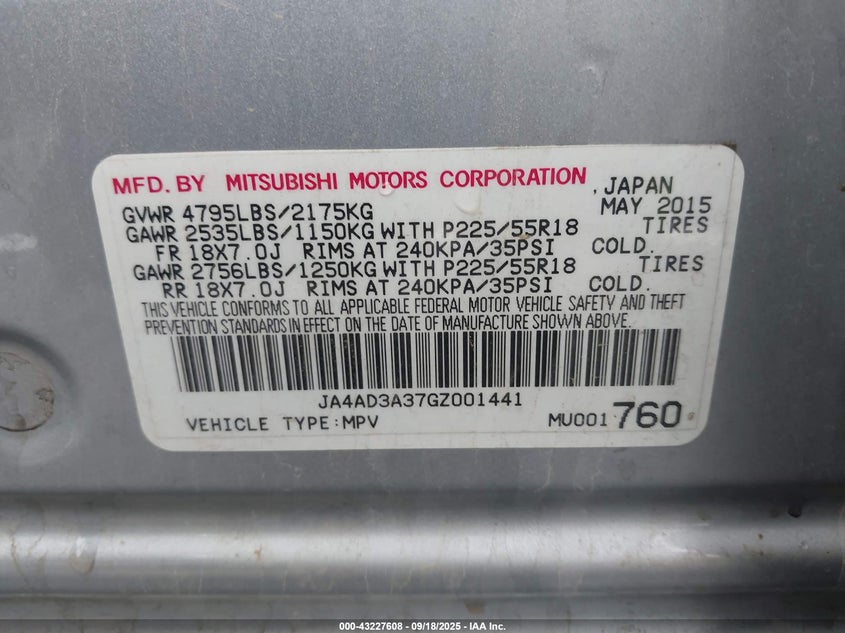 MFD. BY MITSUBISHI MOTORS CORPORATION, JAPAN
GVWR 4795LBS/2175KG MAY 2015
GAWR 2535LBS/1150KG WITH P225/55R18 TIRES
FR 18X7.0J RIMS AT 240KPA/35PSI COLD.
GAWR 2756LBS/1250KG WITH P225/55R18 TIRES
RR 18X7.0J RIMS AT 240KPA/35PSI COLD.
THIS VEHICLE CONFORMS TO ALL APPLICABLE FEDERAL MOTOR VEHICLE SAFETY AND THEFT
PREVENTION STANDARDS IN EFFECT ON THE DATE OF MANUFACTURE SHOWN ABOVE.
JA4AD3A37GZ001441
VEHICLE TYPE:MPV MU001760
000-43227608 - 09/18/2025 - IAA Inc.